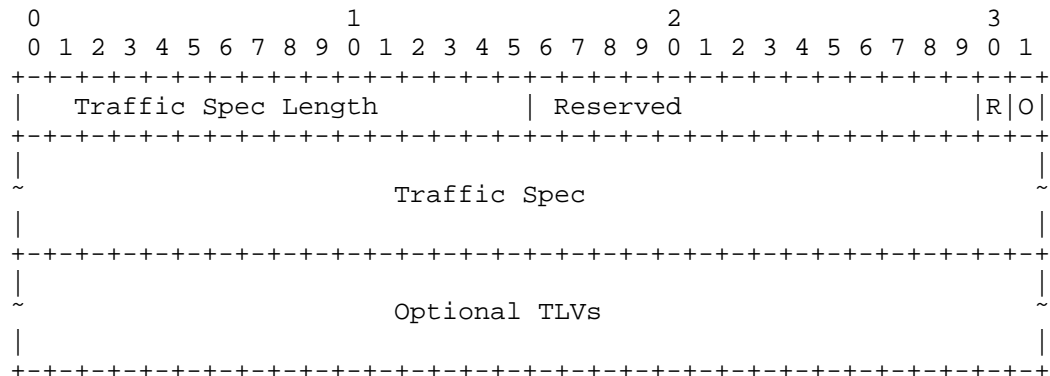 0                   1                   2                   3
 0 1 2 3 4 5 6 7 8 9 0 1 2 3 4 5 6 7 8 9 0 1 2 3 4 5 6 7 8 9 0 1
+-+-+-+-+-+-+-+-+-+-+-+-+-+-+-+-+-+-+-+-+-+-+-+-+-+-+-+-+-+-+-+-+
|   Traffic Spec Length         | Reserved                  |R|O|
+-+-+-+-+-+-+-+-+-+-+-+-+-+-+-+-+-+-+-+-+-+-+-+-+-+-+-+-+-+-+-+-+
|                                                               |
~                       Traffic Spec                            ~
|                                                               |
+-+-+-+-+-+-+-+-+-+-+-+-+-+-+-+-+-+-+-+-+-+-+-+-+-+-+-+-+-+-+-+-+
|                                                               |
~                       Optional TLVs                           ~
|                                                               |
+-+-+-+-+-+-+-+-+-+-+-+-+-+-+-+-+-+-+-+-+-+-+-+-+-+-+-+-+-+-+-+-+